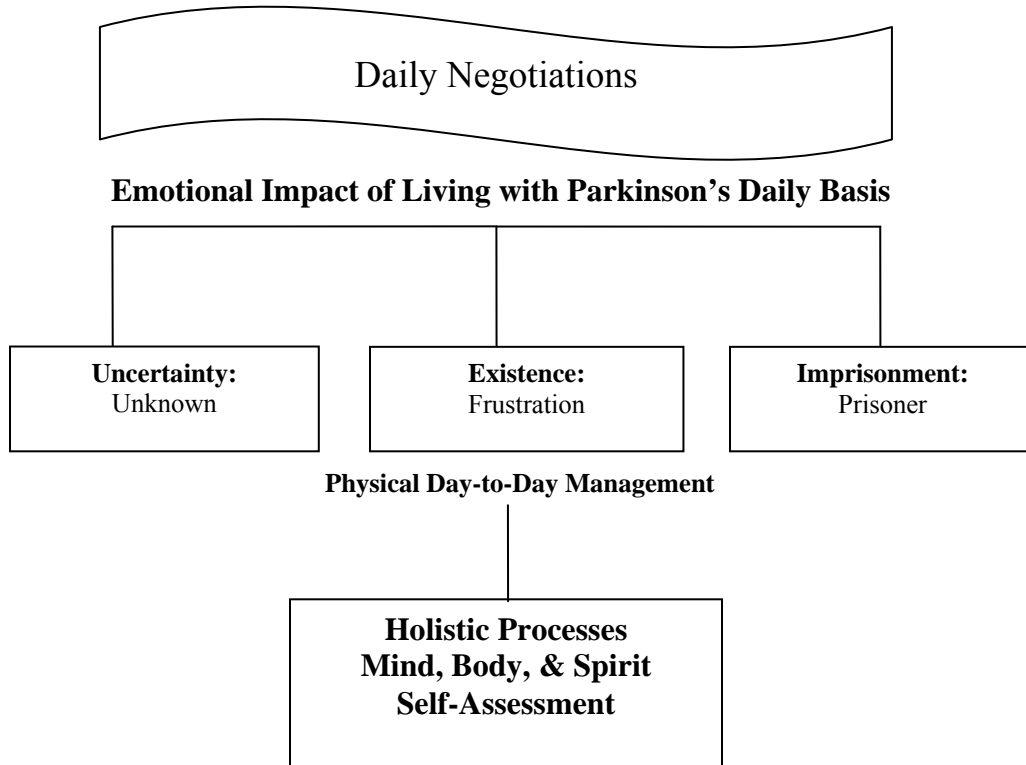 Daily Negotiations
Emotional Impact of Living with Parkinson’s Daily Basis
Uncertainty:
Unknown
Existence:
Frustration
Imprisonment:
Prisoner
Physical Day-to-Day Management
Holistic Processes
Mind, Body, & Spirit
Self-Assessment